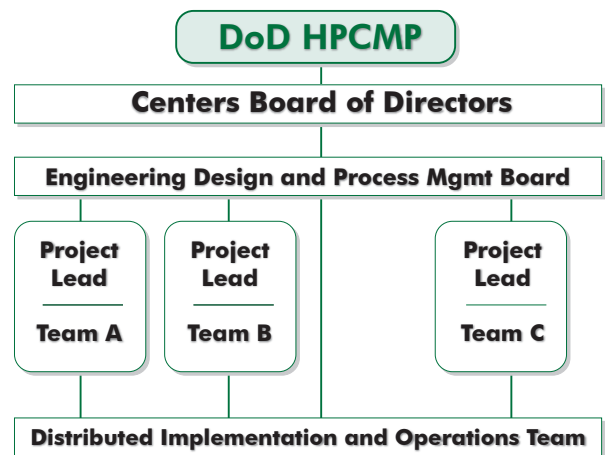 DoD HPCMP
Centers Board of Directors
Engineering Design and Process Mgmt Board
Project
Lead
Team A
Project
Lead
Team B
Project
Lead
Team C
Distributed Implementation and Operations Team